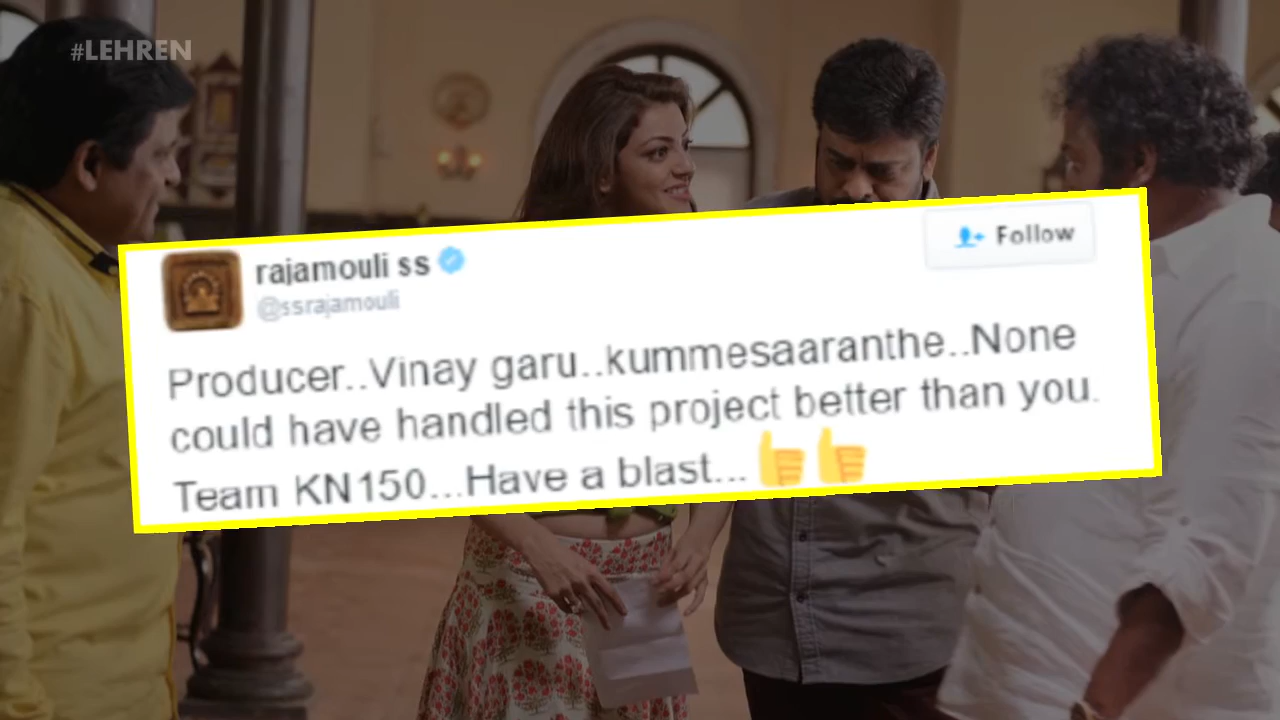 #LEHREN
rajamouli ss
@ssrajamouli
Follow
Producer..Vinay garu..kummesaaranthe..None
could have handled this project better than you.
Team KN150...Have a blast...👍👍